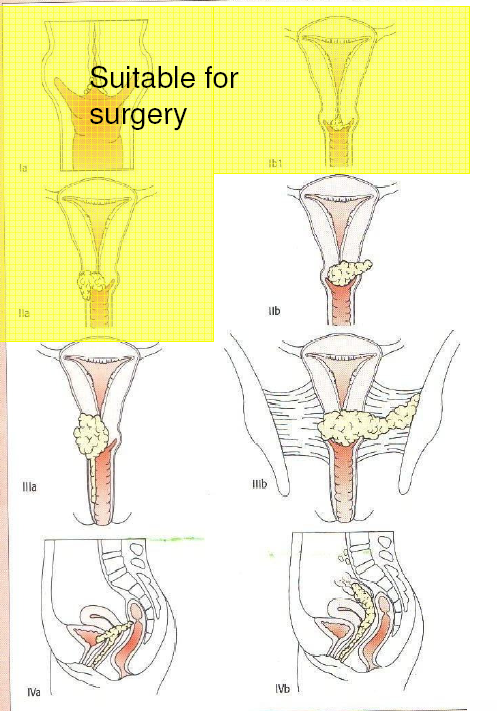 Suitable for
surgery
Ia
Ib1
IIa
IIb
IIIa
IIIb
IVa
IVb